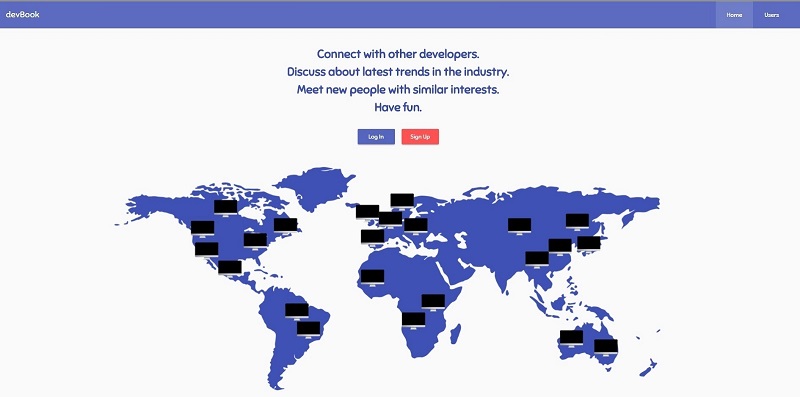 devBook
Home
Users
Connect with other developers.
Discuss about latest trends in the industry.
Meet new people with similar interests.
Have fun.
Log In
Sign Up